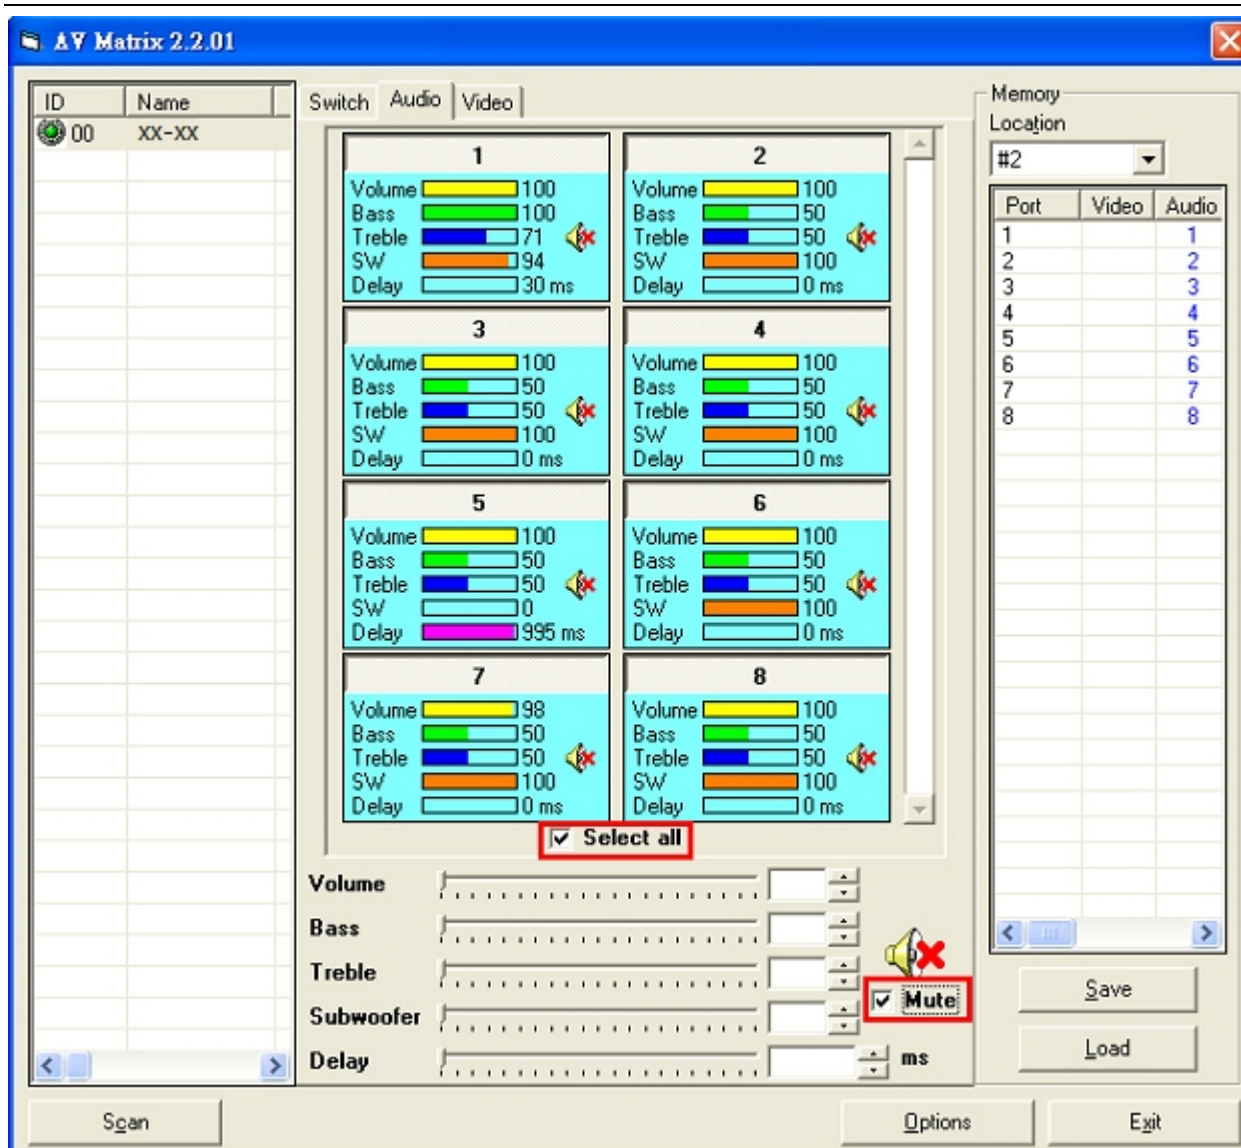 AV Matrix 2.2.01
ID Name
00 XX-XX
Switch Audio Video
1
Volume 100
Bass 100
Treble 71
SW 94
Delay 30 ms
2
Volume 100
Bass 50
Treble 50
SW 100
Delay 0 ms
3
Volume 100
Bass 50
Treble 50
SW 100
Delay 0 ms
4
Volume 100
Bass 50
Treble 50
SW 100
Delay 0 ms
5
Volume 100
Bass 50
Treble 50
SW 0
Delay 995 ms
6
Volume 100
Bass 50
Treble 50
SW 100
Delay 0 ms
7
Volume 98
Bass 50
Treble 50
SW 100
Delay 0 ms
8
Volume 100
Bass 50
Treble 50
SW 100
Delay 0 ms
Select all
Volume
Bass
Treble
Subwoofer
Delay ms
Mute
Memory
Location
#2
Port Video Audio
1 1
2 2
3 3
4 4
5 5
6 6
7 7
8 8
Save
Load
Scan
Options
Exit